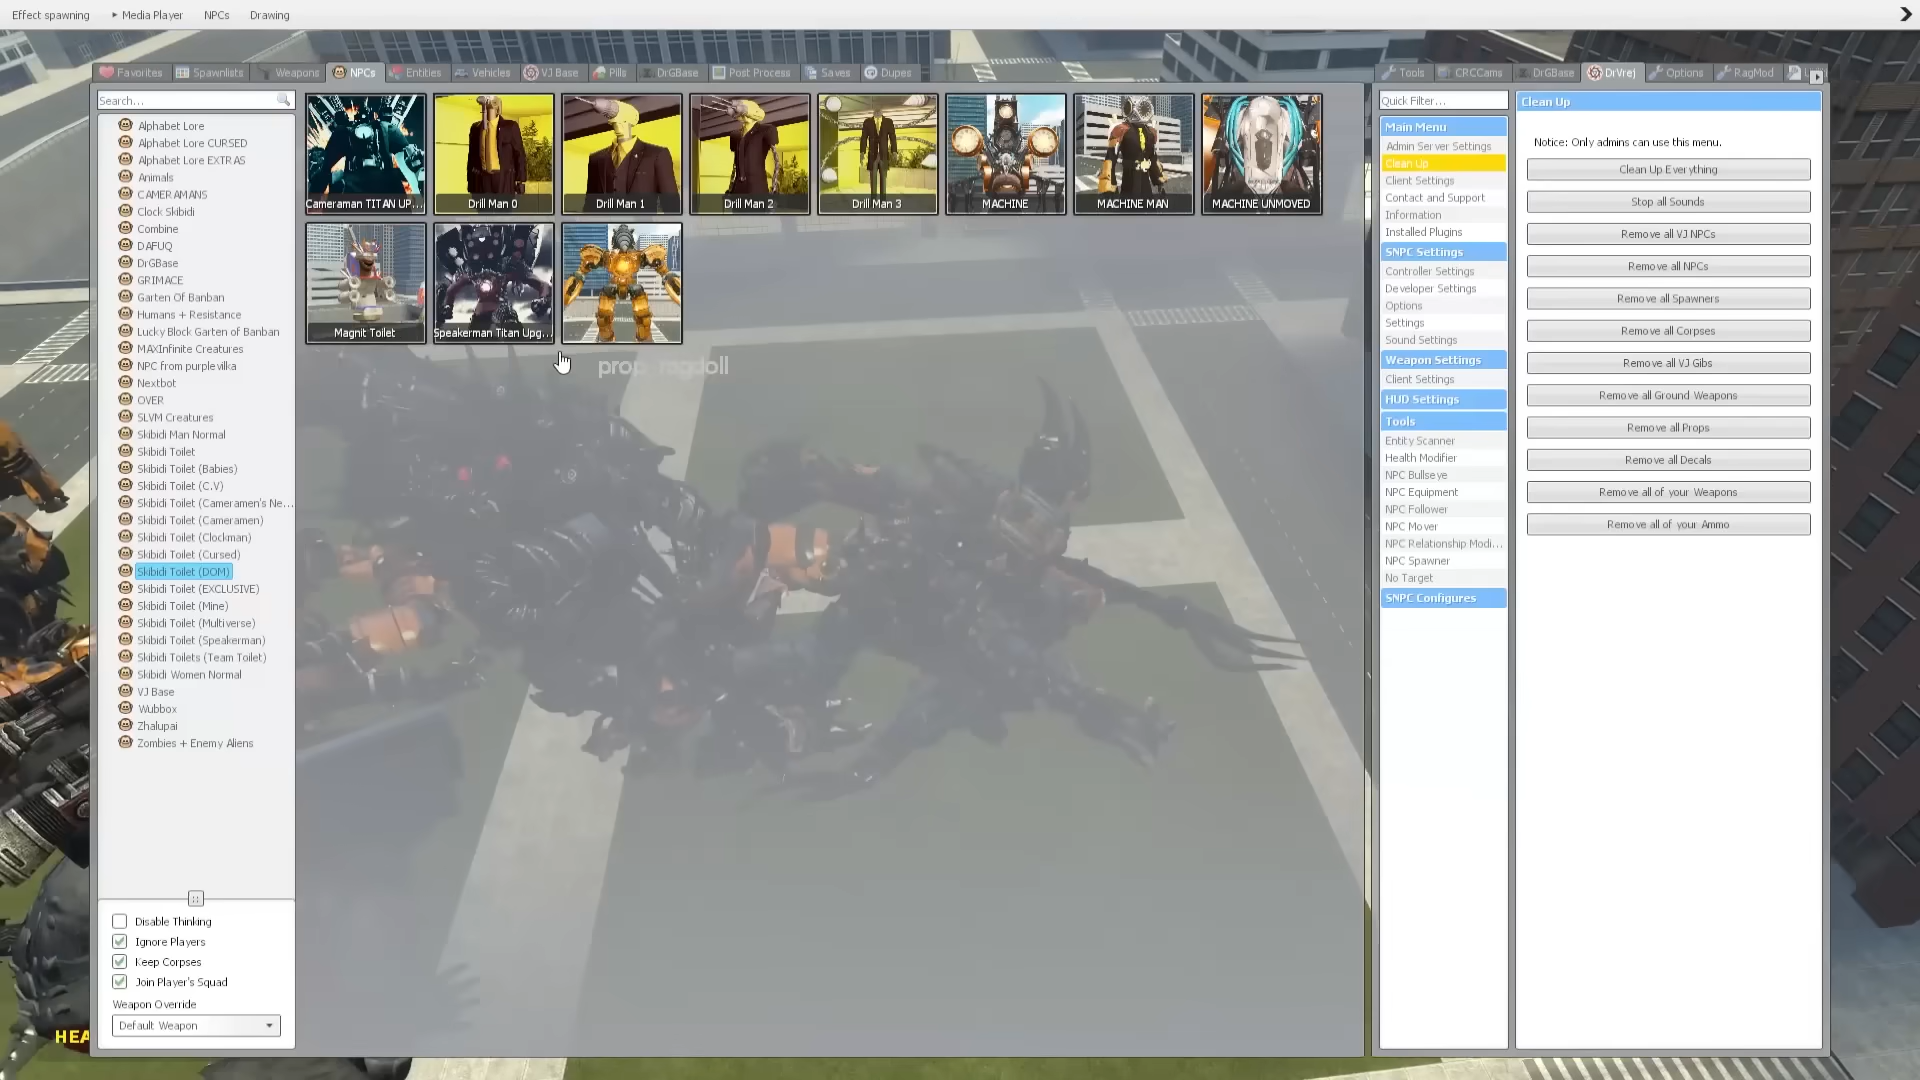 Effect spawning
Media Player
NPCs
Drawing
Favorites
Spawnlists
Weapons
NPCs
Entities
Vehicles
VJ Base
Pills
DrGBase
Post Process
Saves
Dupes
Tools
CRCCams
DrGBase
DrVrej
Options
RagMod
Search...
Alphabet Lore
Alphabet Lore CURSED
Alphabet Lore EXTRAS
Animals
CAMERAMANS
Clock Skibidi
Combine
DAFUQ
DrGBase
GRIMACE
Garten Of Banban
Humans + Resistance
Lucky Block Garten of Banban
MAXInfinite Creatures
NPC from purplevilka
Nextbot
OVER
SLVM Creatures
Skibidi Man Normal
Skibidi Toilet
Skibidi Toilet (Babies)
Skibidi Toilet (C.V)
Skibidi Toilet (Cameramen's Ne...
Skibidi Toilet (Cameramen)
Skibidi Toilet (Clockman)
Skibidi Toilet (Cursed)
Skibidi Toilet (DOM)
Skibidi Toilet (EXCLUSIVE)
Skibidi Toilet (Mine)
Skibidi Toilet (Multiverse)
Skibidi Toilet (Speakerman)
Skibidi Toilets (Team Toilet)
Skibidi Women Normal
VJ Base
Wubbox
Zhalupai
Zombies + Enemy Aliens
Disable Thinking
Ignore Players
Keep Corpses
Join Player's Squad
Weapon Override
Default Weapon
HEA
Cameraman TITAN UP...
Drill Man 0
Drill Man 1
Drill Man 2
Drill Man 3
MACHINE
MACHINE MAN
MACHINE UNMOVED
Magnit Toilet
Speakerman Titan Upg...
prop_ragdoll
Quick Filter...
Main Menu
Admin Server Settings
Clean Up
Client Settings
Contact and Support
Information
Installed Plugins
SNPC Settings
Controller Settings
Developer Settings
Options
Settings
Sound Settings
Weapon Settings
Client Settings
HUD Settings
Tools
Entity Scanner
Health Modifier
NPC Bullseye
NPC Equipment
NPC Follower
NPC Mover
NPC Relationship Modi...
NPC Spawner
No Target
SNPC Configures
Clean Up
Notice: Only admins can use this menu.
Clean Up Everything
Stop all Sounds
Remove all VJ NPCs
Remove all NPCs
Remove all Spawners
Remove all Corpses
Remove all VJ Gibs
Remove all Ground Weapons
Remove all Props
Remove all Decals
Remove all of your Weapons
Remove all of your Ammo